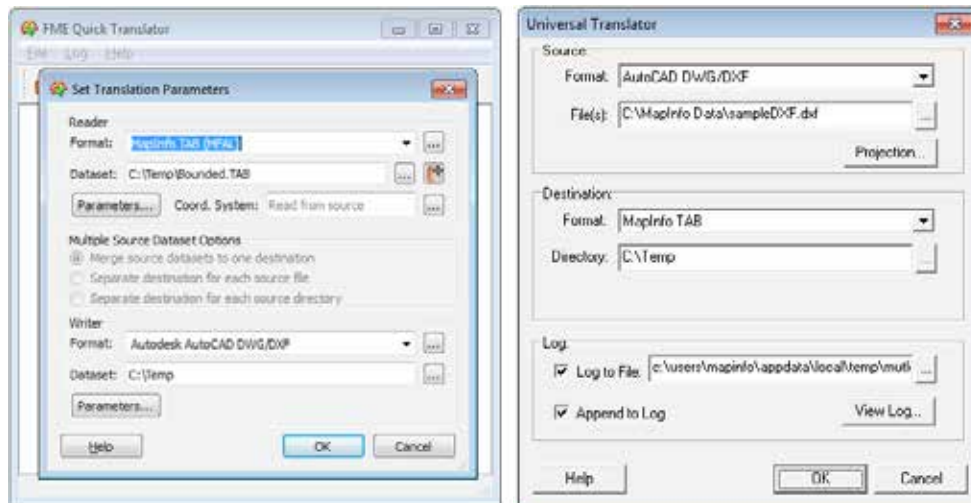 FME Quick Translator
File Log Help
Set Translation Parameters
Reader
Format: MapInfo TAB (MFAL)
Dataset: C:\Temp\Bounded.TAB
Parameters... Coord. System: Read from source
Multiple Source Dataset Options
Merge source datasets to one destination
Separate destination for each source file
Separate destination for each source directory
Writer
Format: Autodesk AutoCAD DWG/DXF
Dataset: C:\Temp
Parameters...
Help OK Cancel
Universal Translator
Source
Format: AutoCAD DWG/DXF
File(s): C:\MapInfo Data\sampleDXF.dxf
Projection...
Destination:
Format: MapInfo TAB
Directory: C:\Temp
Log:
Log to File: c:\users\mapinfo\appdata\local\temp\mutl
Append to Log View Log...
Help OK Cancel